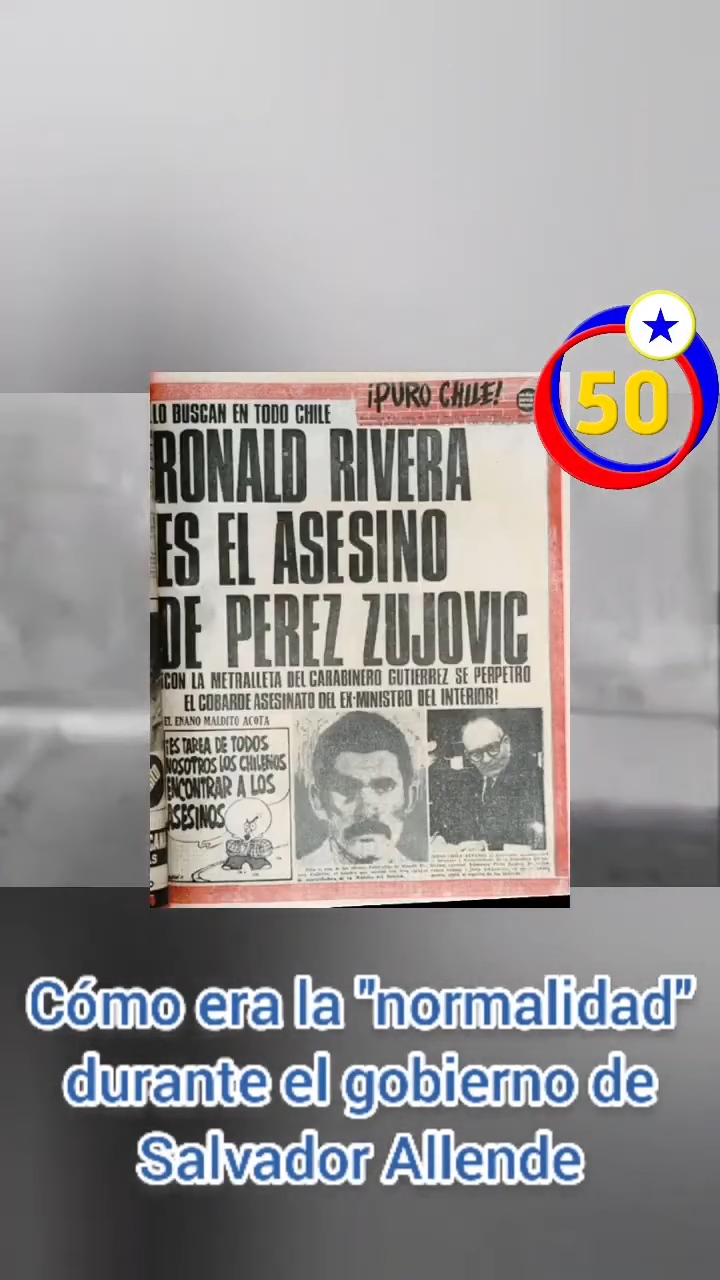 50
¡PURO CHILE!
LO BUSCAN EN TODO CHILE
RONALD RIVERA
ES EL ASESINO
DE PEREZ ZUJOVIC
¡CON LA METRALLETA DEL CARABINERO GUTIERREZ SE PERPETRO
EL COBARDE ASESINATO DEL EX-MINISTRO DEL INTERIOR!
EL ENANO MALDITO ACOTA
¡ES TAREA DE TODOS
NOSOTROS LOS CHILENOS
ENCONTRAR A LOS
ASESINOS
Cómo era la "normalidad"
durante el gobierno de
Salvador Allende